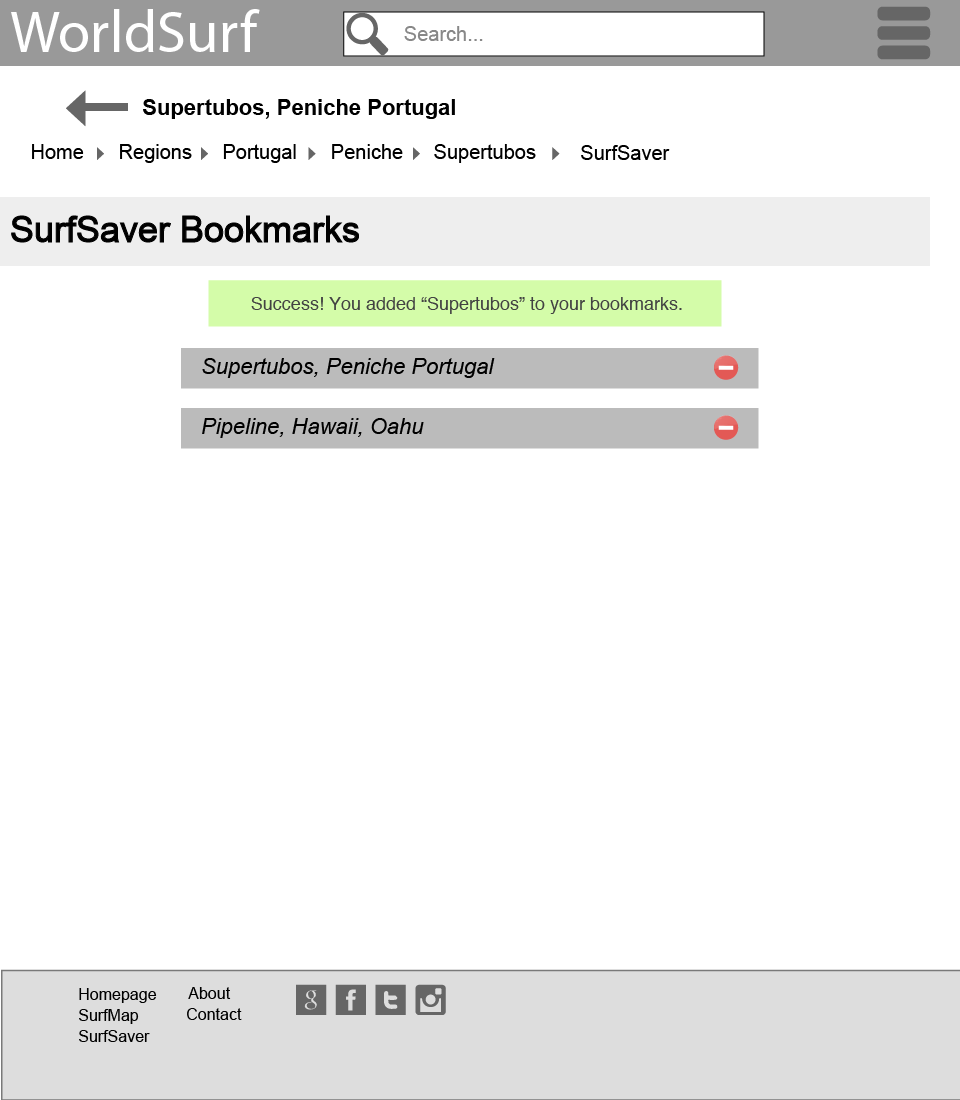 WorldSurf
Search...
Supertubos, Peniche Portugal
Home Regions Portugal Peniche Supertubos SurfSaver
SurfSaver Bookmarks
Success! You added “Supertubos” to your bookmarks.
Supertubos, Peniche Portugal
Pipeline, Hawaii, Oahu
Homepage
SurfMap
SurfSaver
About
Contact